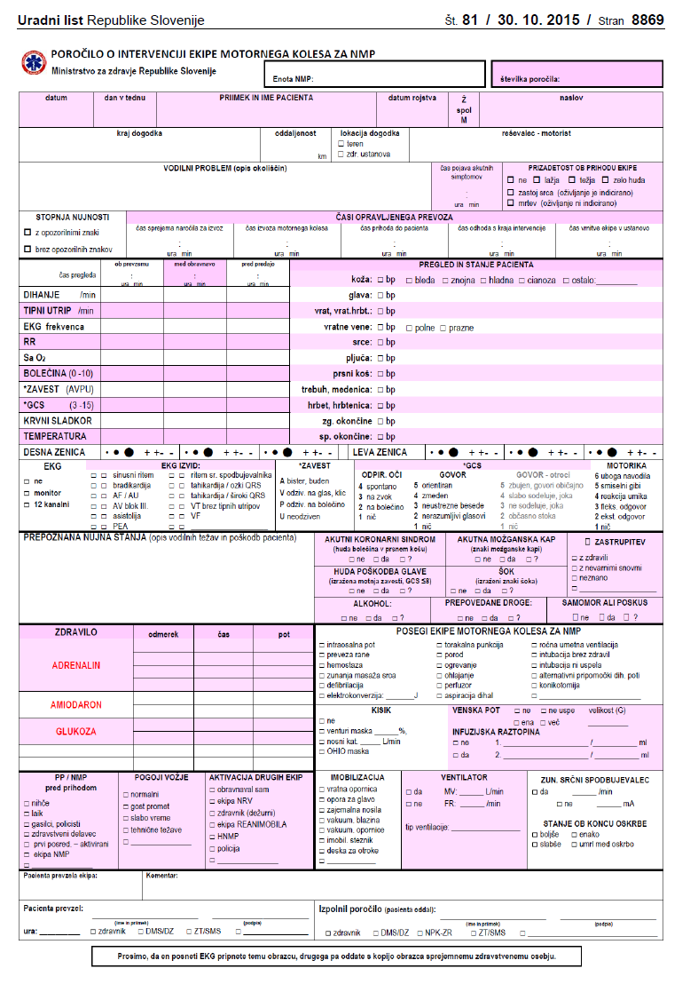 Uradni list Republike Slovenije Št. 81 / 30. 10. 2015 / Stran 8869
POROČILO O INTERVENCIJI EKIPE MOTORNEGA KOLESA ZA NMP
Ministrstvo za zdravje Republike Slovenije
Enota NMP:
številka poročila:
datum dan v tednu PRIIMEK IN IME PACIENTA datum rojstva Ž spol M naslov
kraj dogodka oddaljenost km lokacija dogodka reševalec - motorist
□ teren
□ zdr. ustanova
VODILNI PROBLEM (opis okoliščin)
čas pojava akutnih simptomov
:
ura min
PRIZADETOST OB PRIHODU EKIPE
□ ne □ lažja □ težja □ zelo huda
□ zastoj srca (oživljanje je indicirano)
□ mrtev (oživljanje ni indicirano)
STOPNJA NUJNOSTI
□ z opozorilnimi znaki
□ brez opozorilnih znakov
ČASI OPRAVLJENEGA PREVOZA
čas sprejema naročila za izvoz čas izvoza motornega kolesa čas prihoda do pacienta čas odhoda s kraja intervencije čas vrnitve ekipe v ustanovo
: : : : :
ura min ura min ura min ura min ura min
čas pregleda
ob prevzemu med obravnavo pred predajo
: : :
ura min ura min ura min
PREGLED IN STANJE PACIENTA
koža: □ bp □ bleda □ znojna □ hladna □ cianoza □ ostalo:________
DIHANJE /min glava: □ bp
TIPNI UTRIP /min vrat, vrat.hrbt.: □ bp
EKG frekvenca vratne vene: □ bp □ polne □ prazne
RR srce: □ bp
Sa O₂ pljuča: □ bp
BOLEČINA (0 -10) prsni koš: □ bp
*ZAVEST (AVPU) trebuh, medenica: □ bp
*GCS (3 -15) hrbet, hrbtenica: □ bp
KRVNI SLADKOR zg. okončine □ bp
TEMPERATURA sp. okončine: □ bp
DESNA ZENICA · • ● + +- - · • ● + +- - · • ● + +- - LEVA ZENICA · • ● + +- - · • ● + +- - · • ● + +- -
EKG
□ ne
□ monitor
□ 12 kanalni
EKG IZVID:
□ □ sinusni ritem □ □ ritem sr. spodbujevalnika
□ □ bradikardija □ □ tahikardija / ozki QRS
□ □ AF / AU □ □ tahikardija / široki QRS
□ □ AV blok III. □ □ VT brez tipnih utripov
□ □ asistolija □ □ VF
□ □ PEA □ □ ________
*ZAVEST
A bister, buden
V odziv. na glas, klic
P odziv. na bolečino
U neodziven
*GCS
ODPIR. OČI
4 spontano
3 na zvok
2 na bolečino
1 nič
GOVOR
5 orientiran
4 zmeden
3 neustrezne besede
2 nerazumljivi glasovi
1 nič
GOVOR - otroci
5 zbujen, govori običajno
4 slabo sodeluje, joka
3 ne sodeluje, joka
2 občasno stoka
1 nič
MOTORIKA
6 uboga navodila
5 smiselni gibi
4 reakcija umika
3 fleks. odgovor
2 ekst. odgovor
1 nič
PREPOZNANA NUJNA STANJA (opis vodilnih težav in poškodb pacienta)
AKUTNI KORONARNI SINDROM
(huda bolečina v prsnem košu)
□ ne □ da □ ?
AKUTNA MOŽGANSKA KAP
(znaki možganske kapi)
□ ne □ da □ ?
□ ZASTRUPITEV
□ z zdravili
□ z nevarnimi snovmi
□ neznano
□ ________
HUJA POŠKODBA GLAVE
(izražena motnja zavesti, GCS ≤8)
□ ne □ da □ ?
ŠOK
(izraženi znaki šoka)
□ ne □ da □ ?
ALKOHOL:
□ ne □ da □ ?
PREPOVEDANE DROGE:
□ ne □ da □ ?
SAMOMOR ALI POSKUS
□ ne □ da □ ?
ZDRAVILO odmerek čas pot
ADRENALIN
AMIODARON
GLUKOZA
POSEGI EKIPE MOTORNEGA KOLESA ZA NMP
□ intraosalna pot □ torakalna punkcija □ ročna umetna ventilacija
□ preveza rane □ porod □ intubacija brez zdravil
□ hemostaza □ ogrevanje □ intubacija ni uspela
□ zunanja masaža srca □ ohlajanje □ alternativni pripomočki dih. poti
□ defibrilacija □ perfuzor □ konikotomija
□ elektrokonverzija: ______J □ aspiracija dihal □ ________
KISIK
□ ne
□ venturi maska _____%,
□ nosni kat. _____ L/min
□ OHIO maska
VENSKA POT □ ne □ ne uspe velikost (G)
□ ena □ več ________
INFUZIJSKA RAZTOPINA
□ ne 1. ________/________ ml
□ da 2. ________/________ ml
PP / NMP
pred prihodom
□ nihče
□ laik
□ gasilci, policisti
□ zdravstveni delavec
□ prvi posred. – aktivirani
□ ekipa NMP
□ ________
POGOJI VOŽJE
□ normalni
□ gost promet
□ slabo vreme
□ tehnične težave
□ ________
AKTIVACIJA DRUGIH EKIP
□ obravnaval sam
□ ekipa NRV
□ zdravnik (dežurni)
□ ekipa REANIMOBILA
□ HNMP
□ policija
□ ________
IMOBILIZACIJA
□ vratna opornica
□ opora za glavo
□ zajemalna nosila
□ vakuum. blazina
□ vakuum. opornice
□ imobil. steznik
□ deska za otroke
□ ________
VENTILATOR
□ da MV: _____ L/min
□ ne FR: _____ /min
tip ventilacije: ________
ZUN. SRČNI SPODBUJEVALEC
□ da _____ /min
□ ne _____ mA
STANJE OB KONCU OSKRBE
□ boljše □ enako
□ slabše □ umrl med oskrbo
Pacienta prevzela ekipa: Komentar:
Pacienta prevzel: ________ ________
(ime in priimek) (podpis)
ura: ________ □ zdravnik □ DMS/DZ □ ZT/SMS □ ________
Izpolnil poročilo (pacienta oddal): ________ ________
(ime in priimek) (podpis)
□ zdravnik □ DMS/DZ □ NPK-ZR □ ZT/SMS □ ________
Prosimo, da en posneti EKG pripnete temu obrazcu, drugega pa oddate s kopijo obrazca sprejemnemu zdravstvenemu osebju.